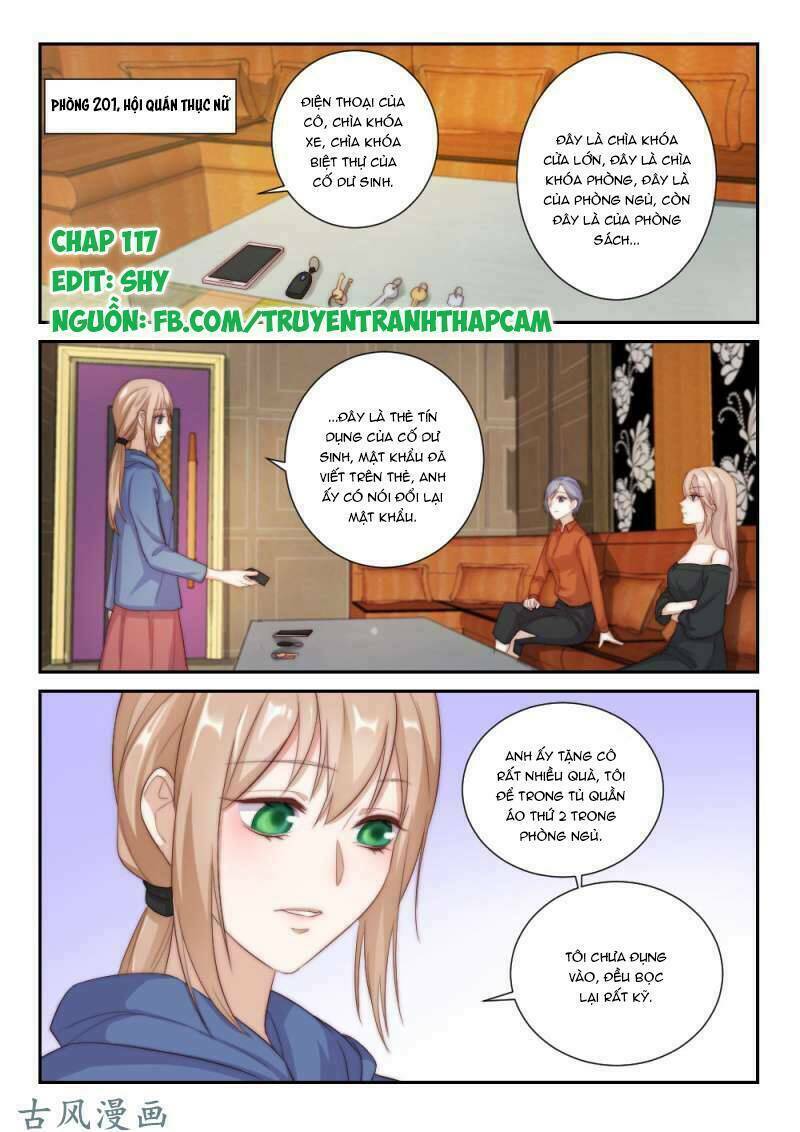 PHÒNG 201, HỘI QUÁN THỤC NỮ
ĐIỆN THOẠI CỦA
CÔ, CHÌA KHÓA
XE, CHÌA KHÓA
BIỆT THỰ CỦA
CỐ DƯ SINH.
ĐÂY LÀ CHÌA KHÓA
CỬA LỚN, ĐÂY LÀ CHÌA
KHÓA PHÒNG, ĐÂY LÀ
CỦA PHÒNG NGỦ, CÒN
ĐÂY LÀ CỦA PHÒNG
SÁCH...
CHAP 117
EDIT: SHY
NGUỒN: FB.COM/TRUYENTRANHTHAPCAM
...ĐÂY LÀ THẺ TÍN
DỤNG CỦA CỐ DƯ
SINH, MẬT KHẨU ĐÃ
VIẾT TRÊN THẺ, ANH
ẤY CÓ NÓI ĐỔI LẠI
MẬT KHẨU.
ANH ẤY TẶNG CÔ
RẤT NHIỀU QUÀ, TÔI
ĐỂ TRONG TỦ QUẦN
ÁO THỨ 2 TRONG
PHÒNG NGỦ.
TÔI CHƯA ĐỤNG
VÀO, ĐỀU BỌC
LẠI RẤT KỸ.
古风漫画